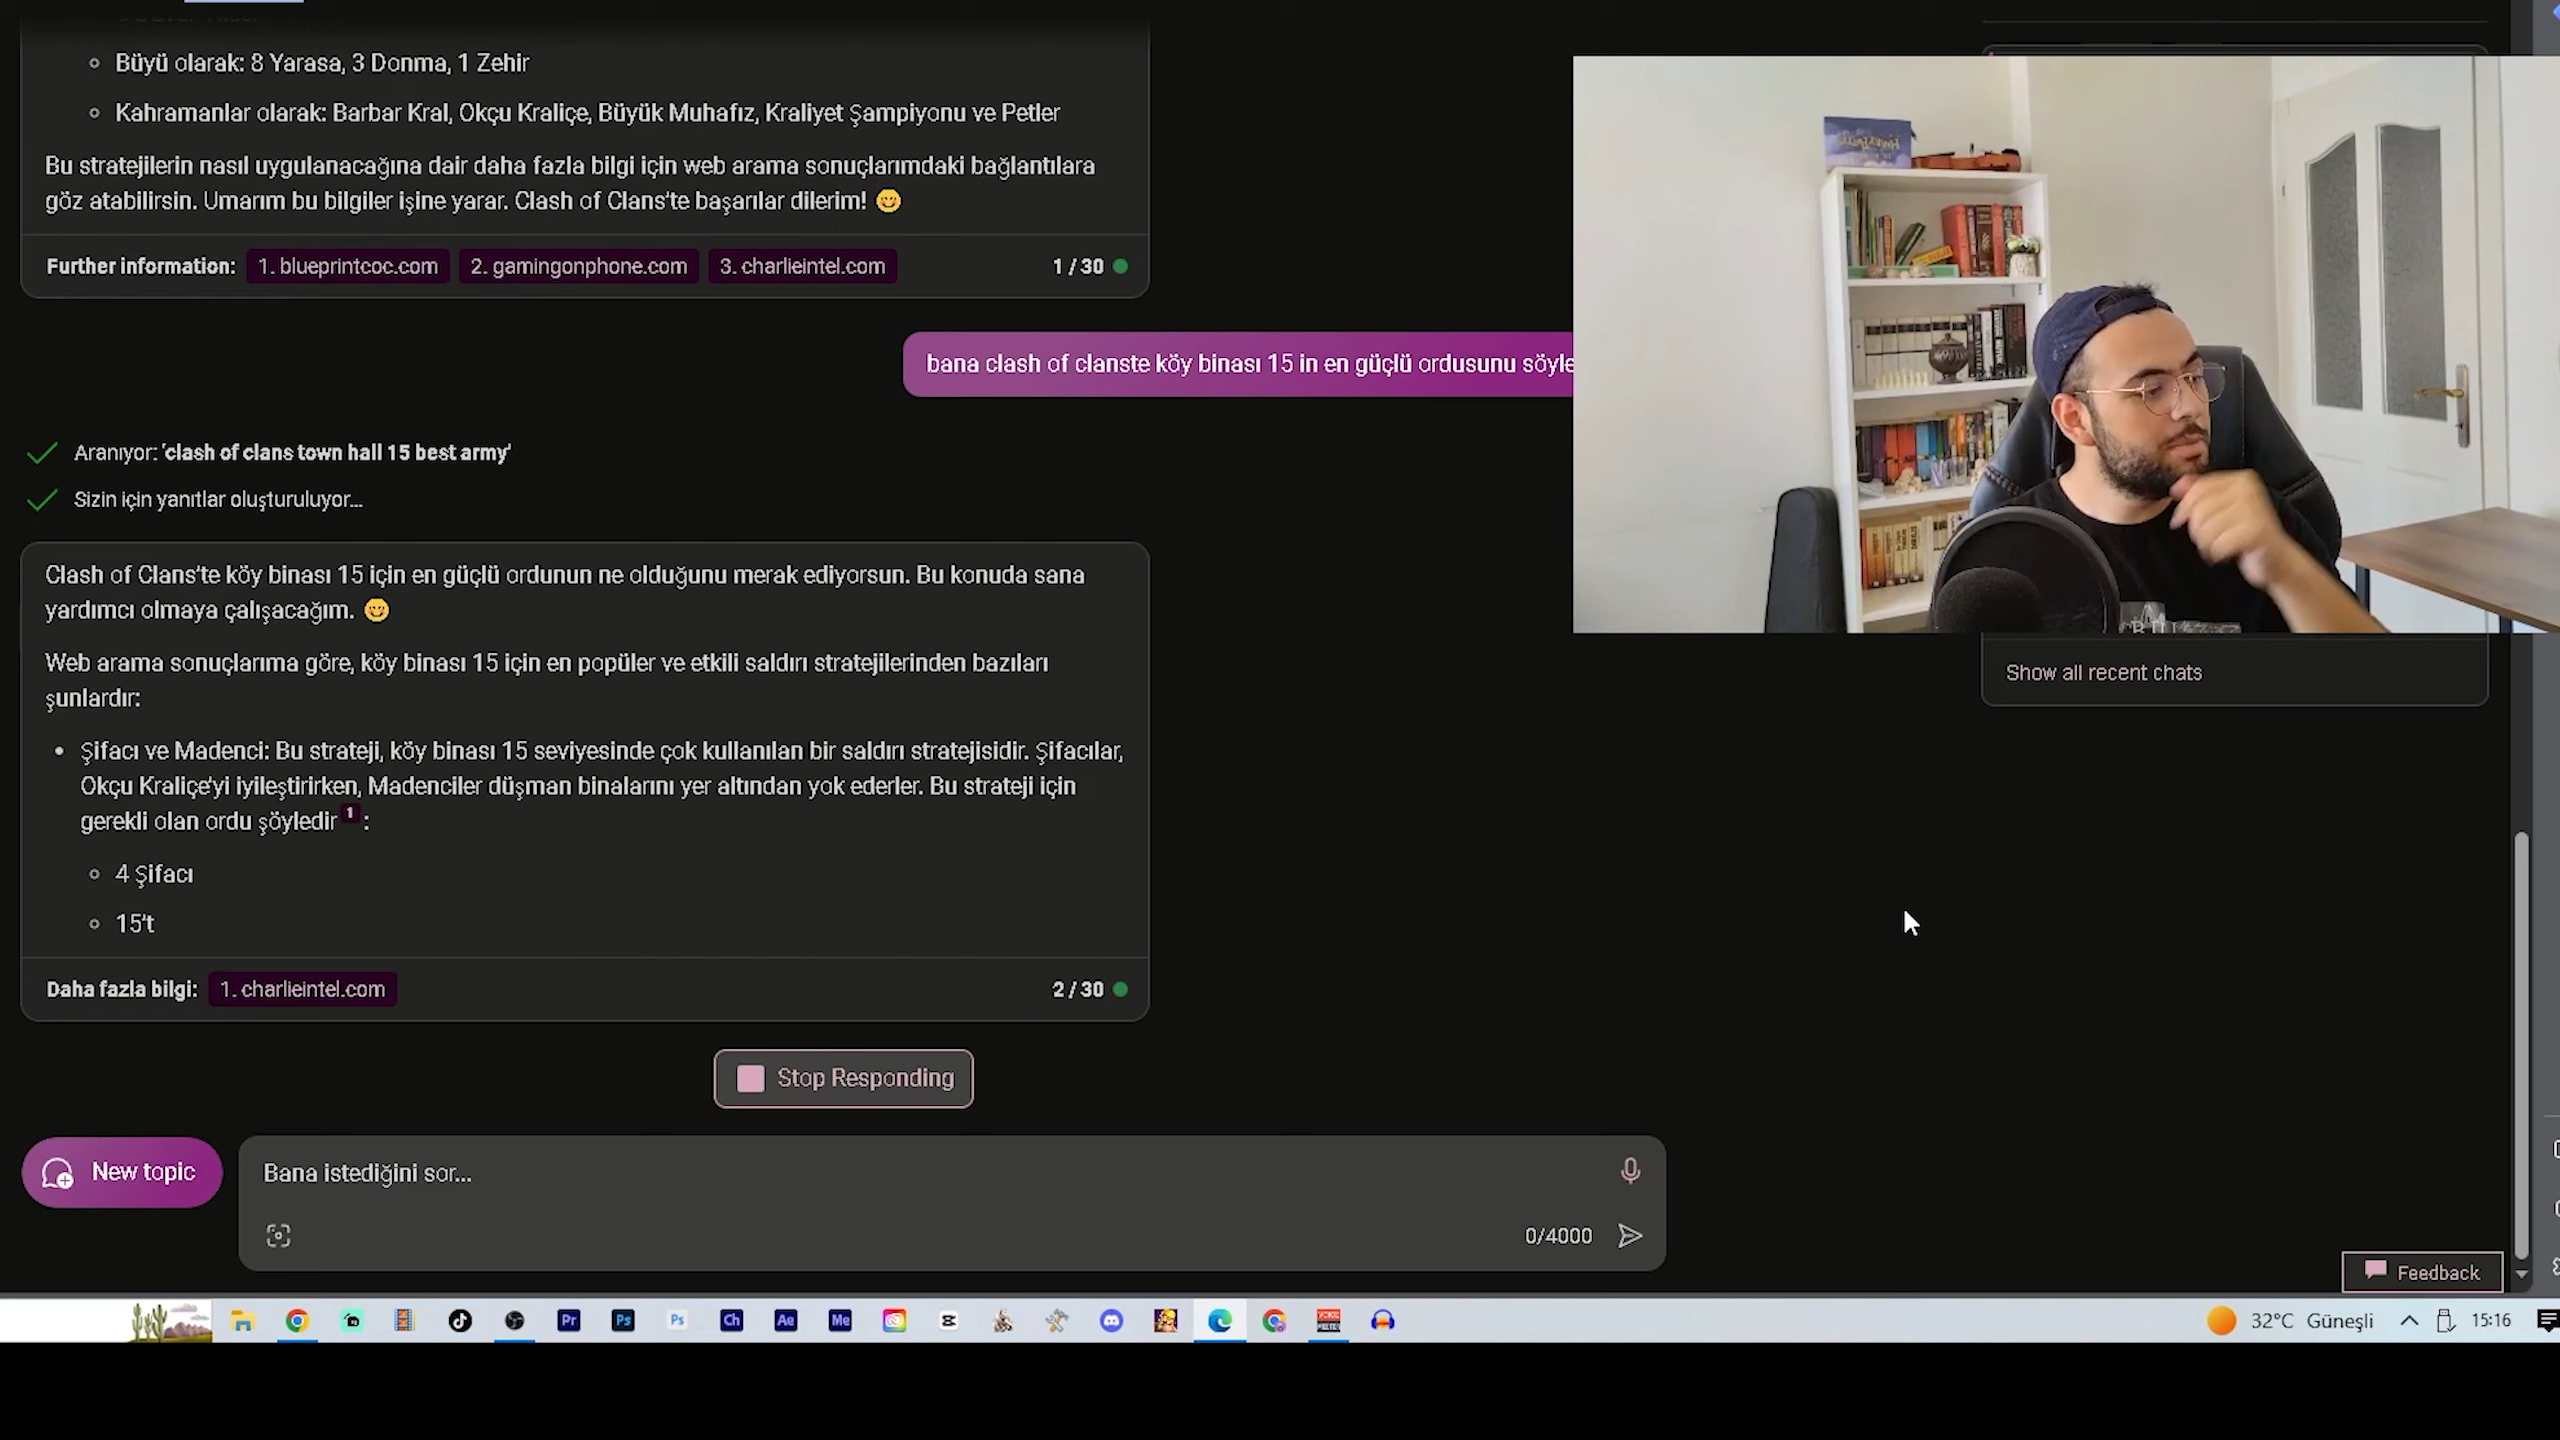 Büyü olarak: 8 Yarasa, 3 Donma, 1 Zehir
Kahramanlar olarak: Barbar Kral, Okçu Kraliçe, Büyük Muhafız, Kraliyet Şampiyonu ve Petler
Bu stratejilerin nasıl uygulanacağına dair daha fazla bilgi için web arama sonuçlarımdaki bağlantılara
göz atabilirsin. Umarım bu bilgiler işine yarar. Clash of Clans'te başarılar dilerim! 😊
Further information: 1. blueprintcoc.com 2. gamingonphone.com 3. charlieintel.com 1 / 30
bana clash of clanste köy binası 15 in en güçlü ordusunu söyle
Aranıyor: 'clash of clans town hall 15 best army'
Sizin için yanıtlar oluşturuluyor...
Clash of Clans'te köy binası 15 için en güçlü ordunun ne olduğunu merak ediyorsun. Bu konuda sana
yardımcı olmaya çalışacağım. 😊
Web arama sonuçlarıma göre, köy binası 15 için en popüler ve etkili saldırı stratejilerinden bazıları
şunlardır:
Şifacı ve Madenci: Bu strateji, köy binası 15 seviyesinde çok kullanılan bir saldırı stratejisidir. Şifacılar,
Okçu Kraliçe'yi iyileştirirken, Madenciler düşman binalarını yer altından yok ederler. Bu strateji için
gerekli olan ordu şöyledir 1 :
4 Şifacı
15't
Daha fazla bilgi: 1. charlieintel.com 2 / 30
Show all recent chats
Stop Responding
New topic
Bana istediğini sor...
0/4000
Feedback
Pr Ps Ps Ch Ae Me
32°C Güneşli 15:16